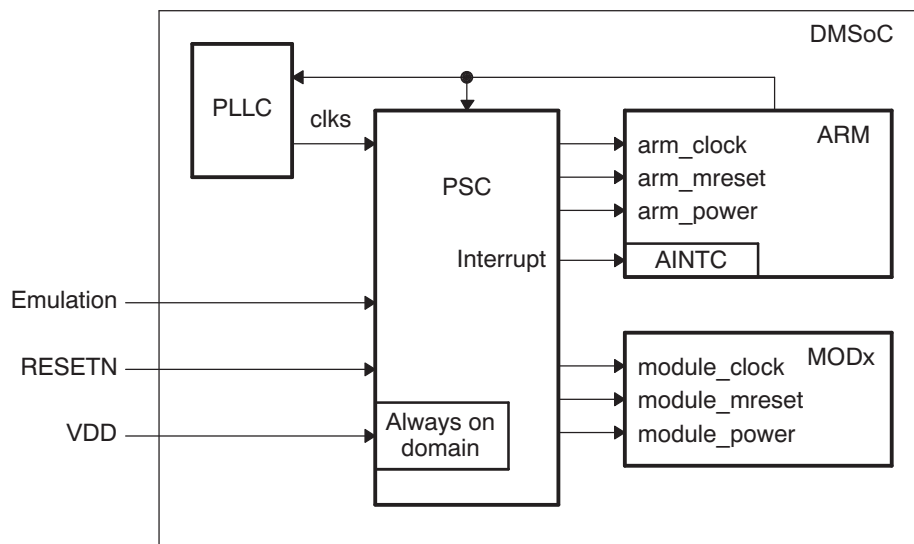 DMSoC
PLLC
clks
PSC
Interrupt
ARM
arm_clock
arm_mreset
arm_power
AINTC
Emulation
RESETN
VDD
Always on
domain
MODx
module_clock
module_mreset
module_power